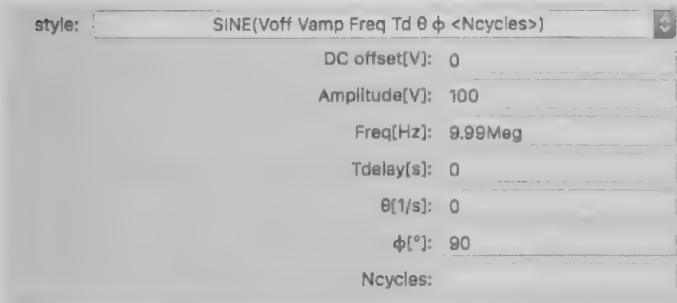 style: SINE(Voff Vamp Freq Td θ ϕ <Ncycles>)
DC offset[V]: 0
Amplitude[V]: 100
Freq[Hz]: 9.99Meg
Tdelay[s]: 0
θ[1/s]: 0
ϕ[°]: 90
Ncycles: